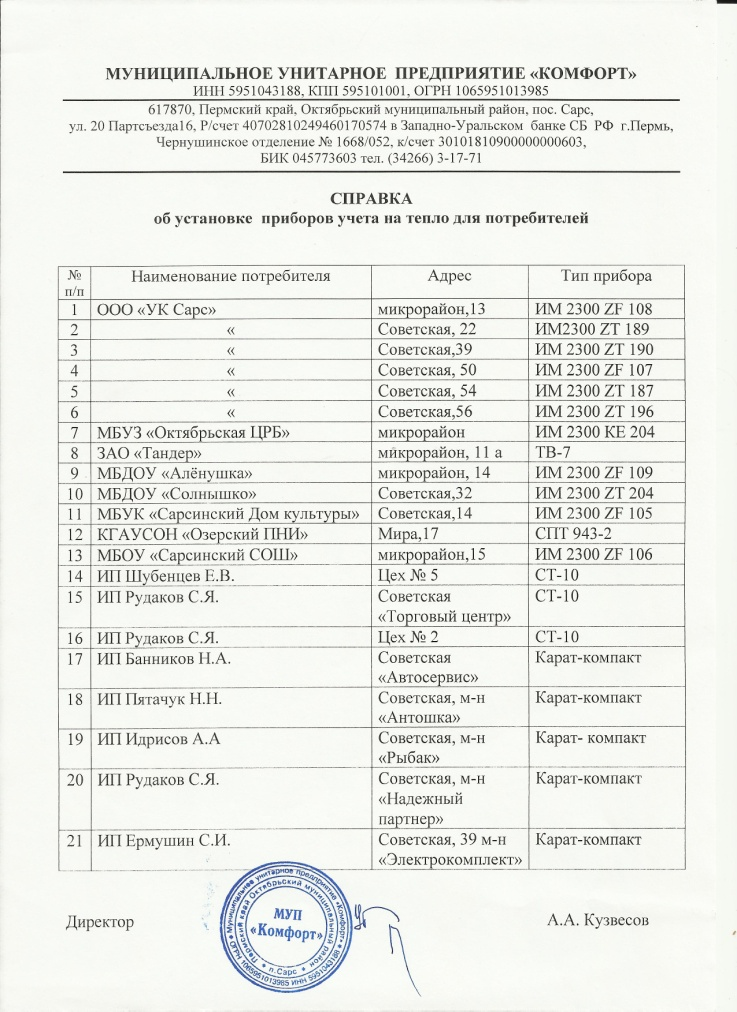 МУНИЦИПАЛЬНОЕ УНИТАРНОЕ ПРЕДПРИЯТИЕ «КОМФОРТ»
ИНН 5951043188, КПП 595101001, ОГРН 1065951013985
617870, Пермский край, Октябрьский муниципальный район, пос. Сарс,
ул. 20 Партсъезда16, Р/счет 40702810249460170574 в Западно-Уральском банке СБ РФ г.Пермь,
Чернушинское отделение № 1668/052, к/счет 30101810900000000603,
БИК 045773603 тел. (34266) 3-17-71
СПРАВКА
об установке приборов учета на тепло для потребителей
№ п/п Наименование потребителя Адрес Тип прибора
1 ООО «УК Сарс» микрорайон,13 ИМ 2300 ZF 108
2 « Советская, 22 ИМ2300 ZT 189
3 « Советская,39 ИМ 2300 ZT 190
4 « Советская, 50 ИМ 2300 ZF 107
5 « Советская, 54 ИМ 2300 ZT 187
6 « Советская,56 ИМ 2300 ZT 196
7 МБУЗ «Октябрьская ЦРБ» микрорайон ИМ 2300 КЕ 204
8 ЗАО «Тандер» микрорайон, 11 а ТВ-7
9 МБДОУ «Алёнушка» микрорайон, 14 ИМ 2300 ZF 109
10 МБДОУ «Солнышко» Советская,32 ИМ 2300 ZT 204
11 МБУК «Сарсинский Дом культуры» Советская,14 ИМ 2300 ZF 105
12 КГАУСОН «Озерский ПНИ» Мира,17 СПТ 943-2
13 МБОУ «Сарсинский СОШ» микрорайон,15 ИМ 2300 ZF 106
14 ИП Шубенцев Е.В. Цех № 5 СТ-10
15 ИП Рудаков С.Я. Советская СТ-10
«Торговый центр»
16 ИП Рудаков С.Я. Цех № 2 СТ-10
17 ИП Банников Н.А. Советская Карат-компакт
«Автосервис»
18 ИП Пятачук Н.Н. Советская, м-н Карат-компакт
«Антошка»
19 ИП Идрисов А.А Советская, м-н Карат- компакт
«Рыбак»
20 ИП Рудаков С.Я. Советская, м-н Карат-компакт
«Надежный
партнер»
21 ИП Ермушин С.И. Советская, 39 м-н Карат-компакт
«Электрокомплект»
Директор А.А. Кузвесов
Муниципальное унитарное предприятие «Комфорт»
1065951013985 ИНН 5951043188
Пермский край Октябрьский муниципальный район
п.Сарс
МУП
«Комфорт»